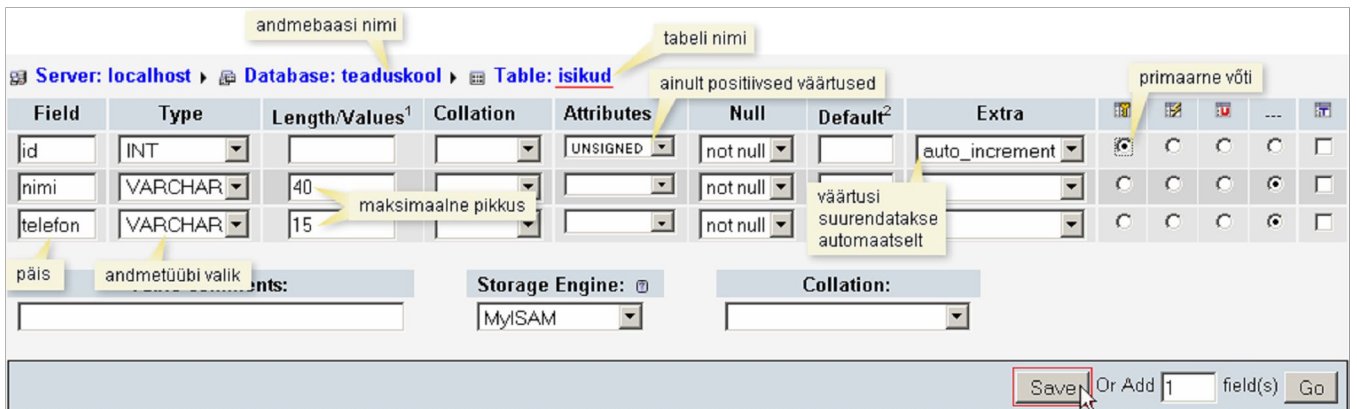 andmebaasi nimi
tabeli nimi
Server: localhost ▸ Database: teaduskool ▸ Table: isikud
ainult positiivsed väärtused
primaarne võti
Field Type Length/Values¹ Collation Attributes Null Default² Extra ---
id INT UNSIGNED not null auto_increment
nimi VARCHAR 40 not null
maksimaalne pikkus
väärtusi
suurendatakse
automaatselt
telefon VARCHAR 15 not null
päis
andmetüübi valik
Storage Engine: Collation:
MyISAM
Save Or Add 1 field(s) Go